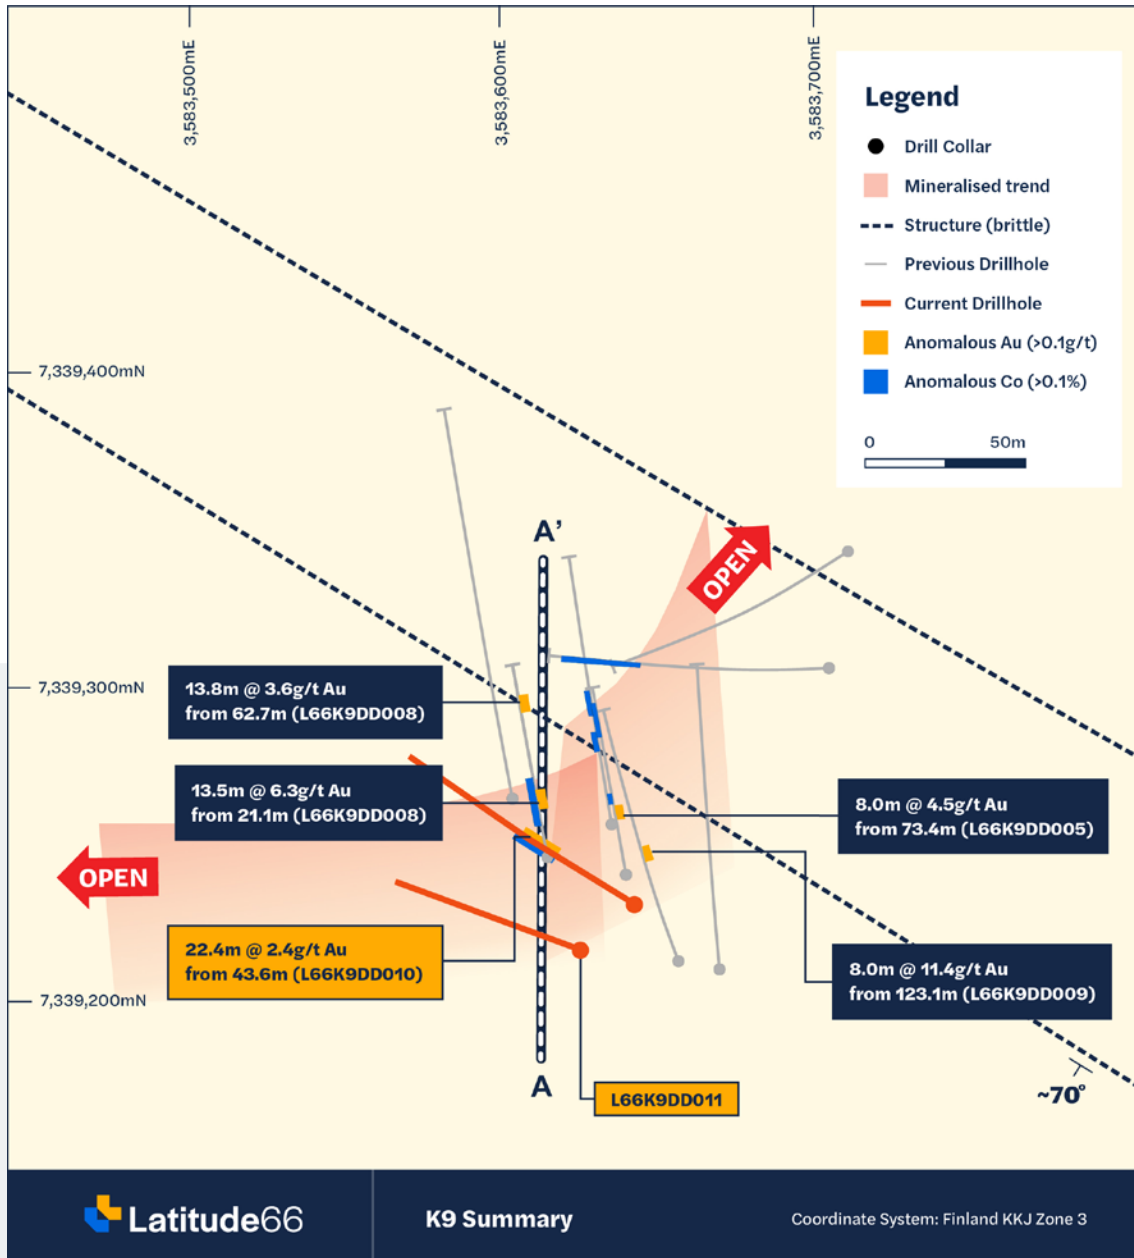 3,583,500mE
3,583,600mE
3,583,700mE
Legend
Drill Collar
Mineralised trend
Structure (brittle)
Previous Drillhole
Current Drillhole
Anomalous Au (>0.1g/t)
Anomalous Co (>0.1%)
0 50m
7,339,400mN
A'
OPEN
7,339,300mN
13.8m @ 3.6g/t Au
from 62.7m (L66K9DD008)
13.5m @ 6.3g/t Au
from 21.1m (L66K9DD008)
8.0m @ 4.5g/t Au
from 73.4m (L66K9DD005)
OPEN
22.4m @ 2.4g/t Au
from 43.6m (L66K9DD010)
8.0m @ 11.4g/t Au
from 123.1m (L66K9DD009)
7,339,200mN
A
L66K9DD011
~70°
Latitude66
K9 Summary
Coordinate System: Finland KKJ Zone 3